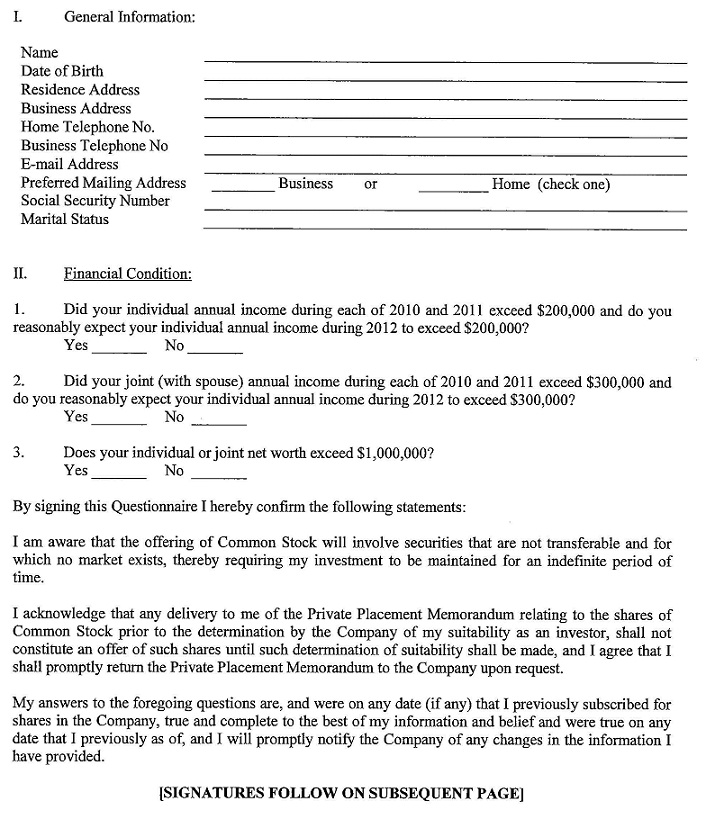 I. General Information:
Name
Date of Birth
Residence Address
Business Address
Home Telephone No.
Business Telephone No
E-mail Address
Preferred Mailing Address ________ Business or ________ Home (check one)
Social Security Number
Marital Status
II. Financial Condition:
1. Did your individual annual income during each of 2010 and 2011 exceed $200,000 and do you
reasonably expect your individual annual income during 2012 to exceed $200,000?
Yes _______ No _______
2. Did your joint (with spouse) annual income during each of 2010 and 2011 exceed $300,000 and
do you reasonably expect your individual annual income during 2012 to exceed $300,000?
Yes _______ No _______
3. Does your individual or joint net worth exceed $1,000,000?
Yes _______ No _______
By signing this Questionnaire I hereby confirm the following statements:
I am aware that the offering of Common Stock will involve securities that are not transferable and for
which no market exists, thereby requiring my investment to be maintained for an indefinite period of
time.
I acknowledge that any delivery to me of the Private Placement Memorandum relating to the shares of
Common Stock prior to the determination by the Company of my suitability as an investor, shall not
constitute an offer of such shares until such determination of suitability shall be made, and I agree that I
shall promptly return the Private Placement Memorandum to the Company upon request.
My answers to the foregoing questions are, and were on any date (if any) that I previously subscribed for
shares in the Company, true and complete to the best of my information and belief and were true on any
date that I previously as of, and I will promptly notify the Company of any changes in the information I
have provided.
[SIGNATURES FOLLOW ON SUBSEQUENT PAGE]